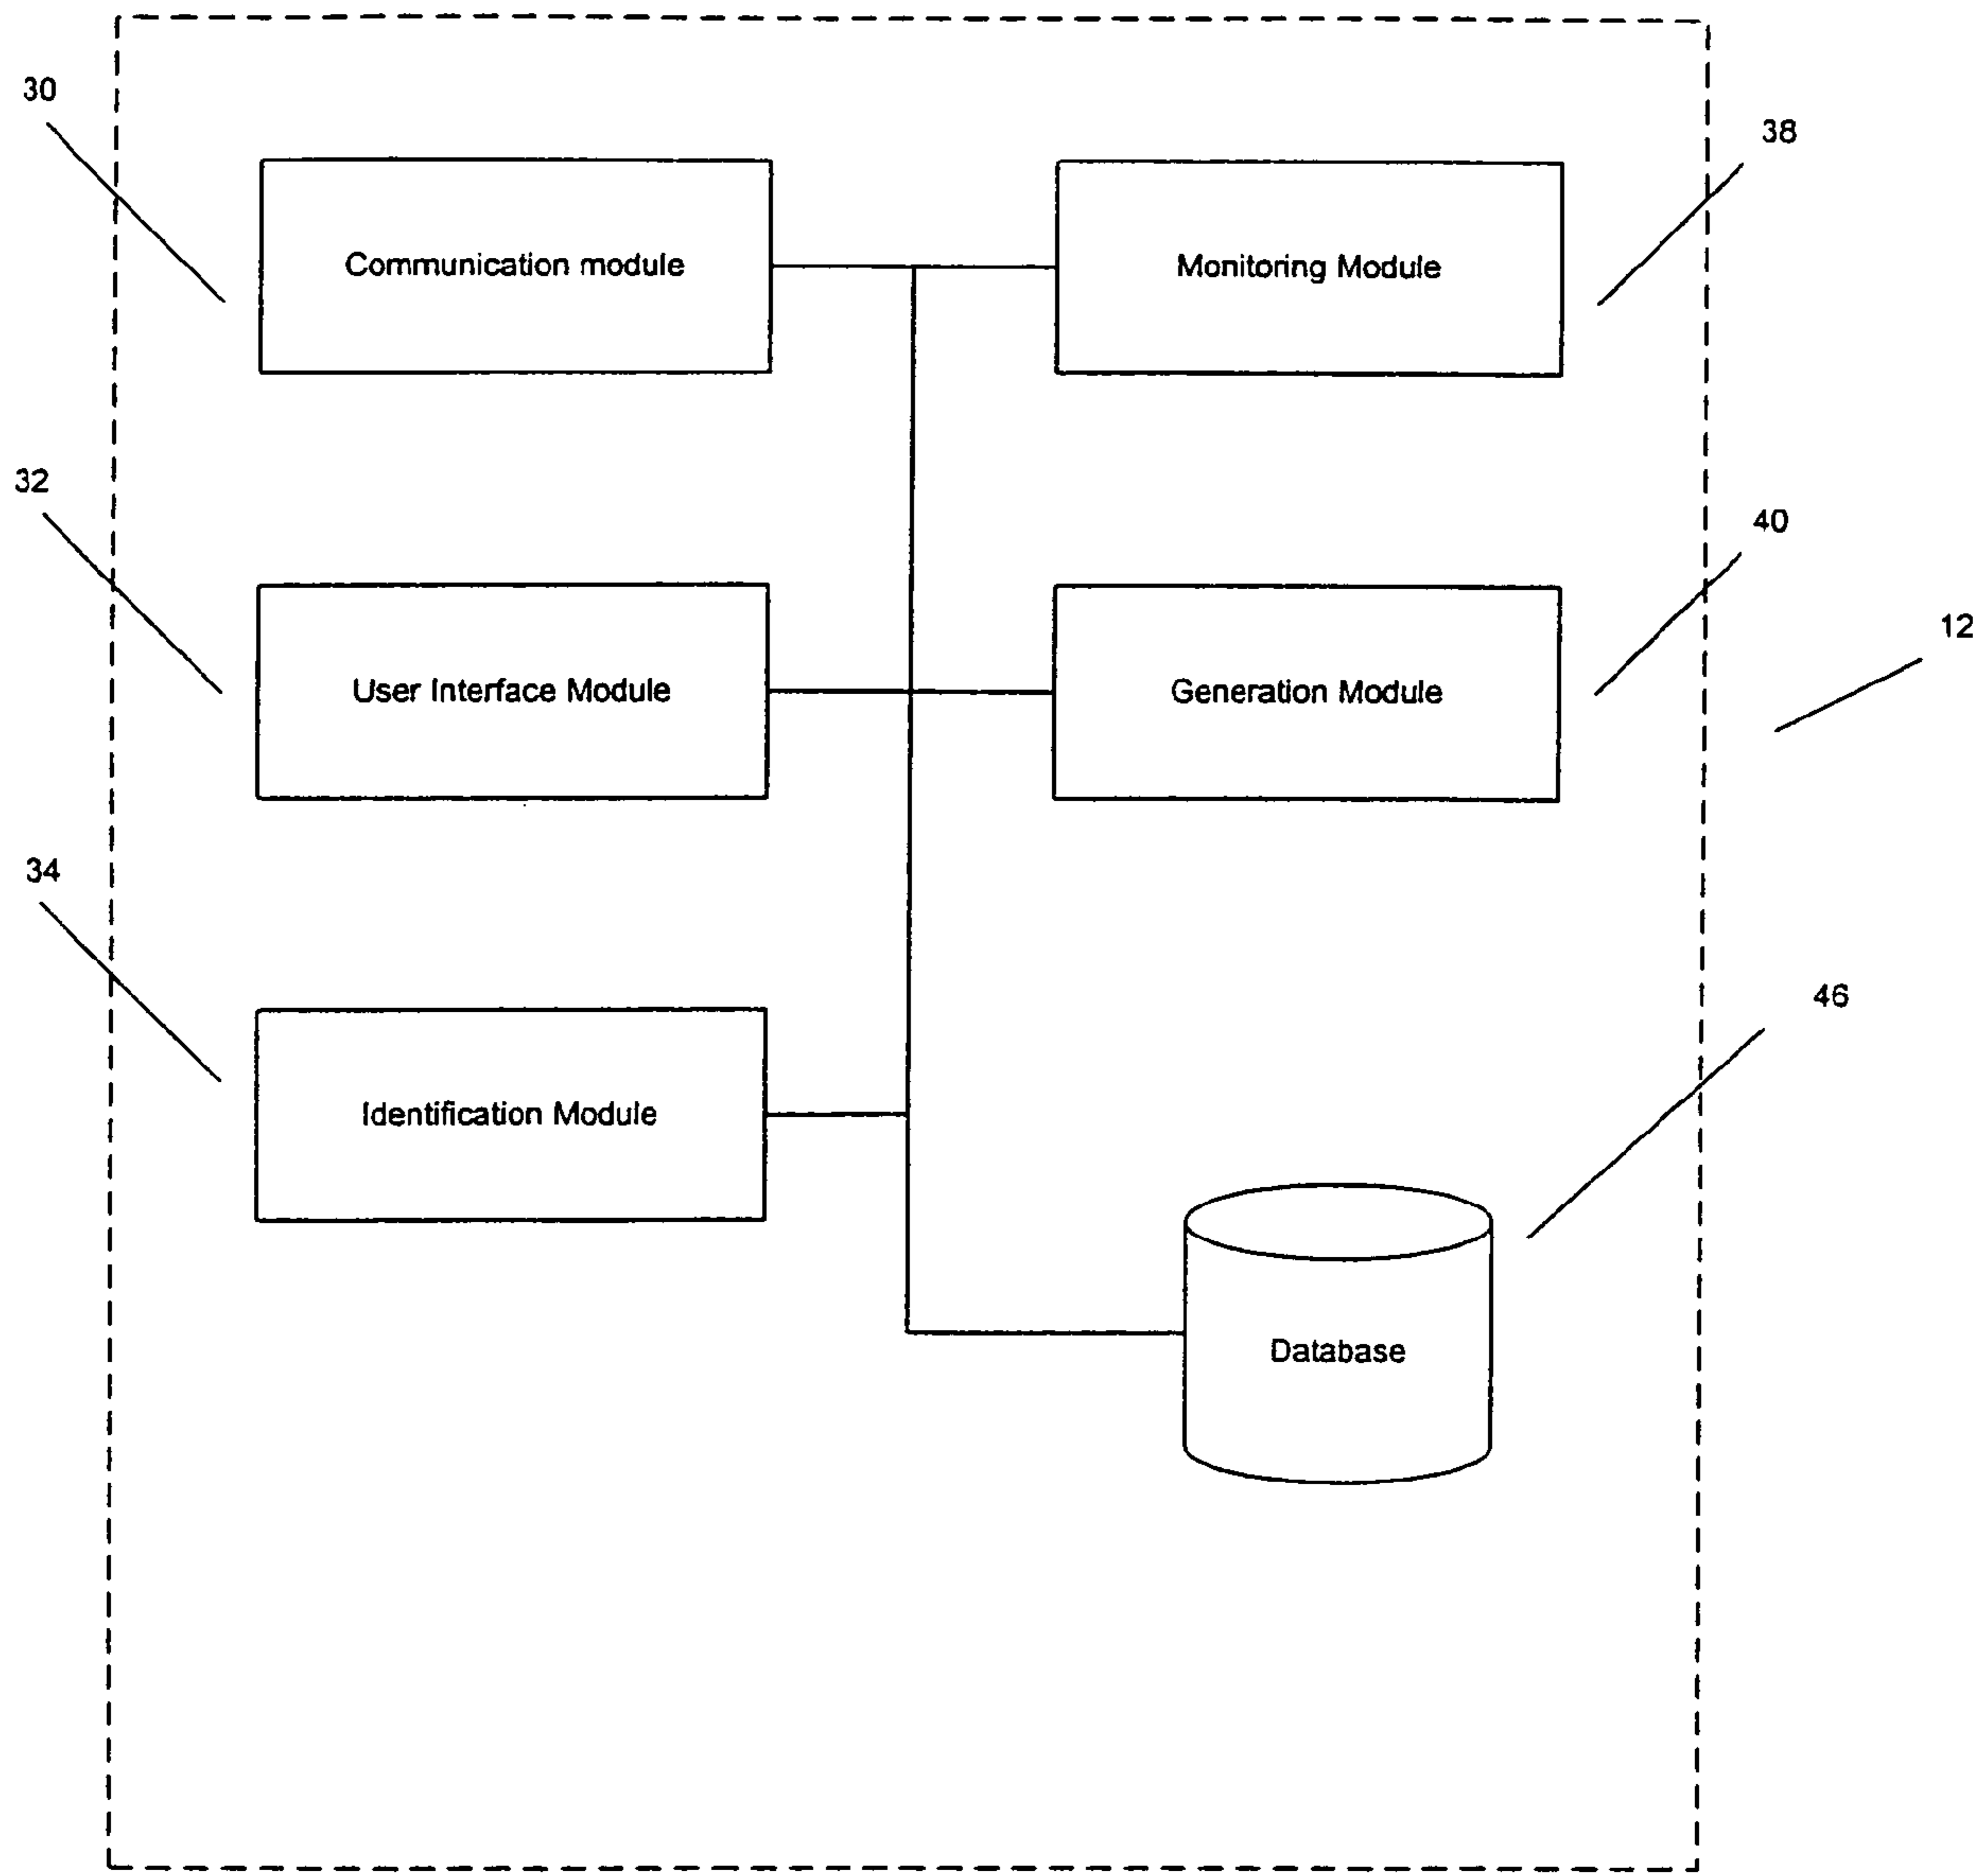 30
38
Communication module
Monitoring Module
32
40
12
User Interface Module
Generation Module
34
46
Identification Module
Database